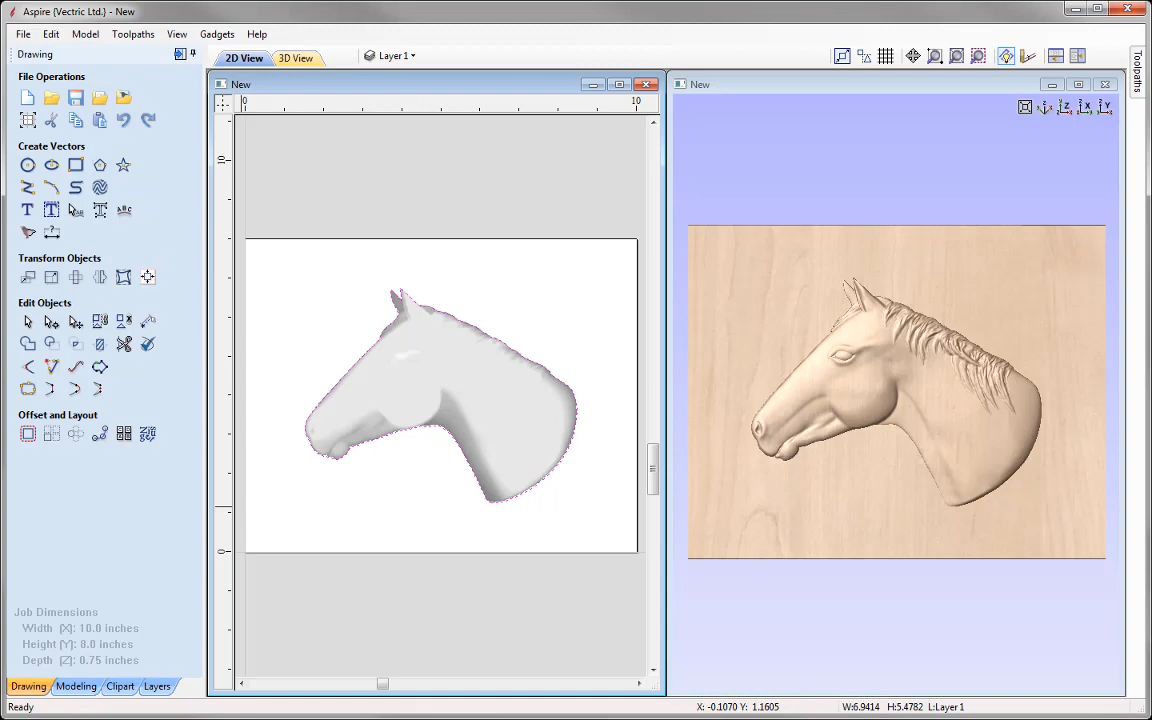 Aspire {Vectric Ltd.} - New
File Edit Model Toolpaths View Gadgets Help
Drawing
2D View 3D View Layer 1
File Operations
New
New
Toolpaths
0 10
10
0
Create Vectors
Transform Objects
Edit Objects
Offset and Layout
Job Dimensions
Width (X): 10.0 inches
Height (Y): 8.0 inches
Depth (Z): 0.75 inches
Drawing Modeling Clipart Layers
Ready
X: -0.1070 Y: 1.1605 W:6.9414 H:5.4782 L:Layer 1